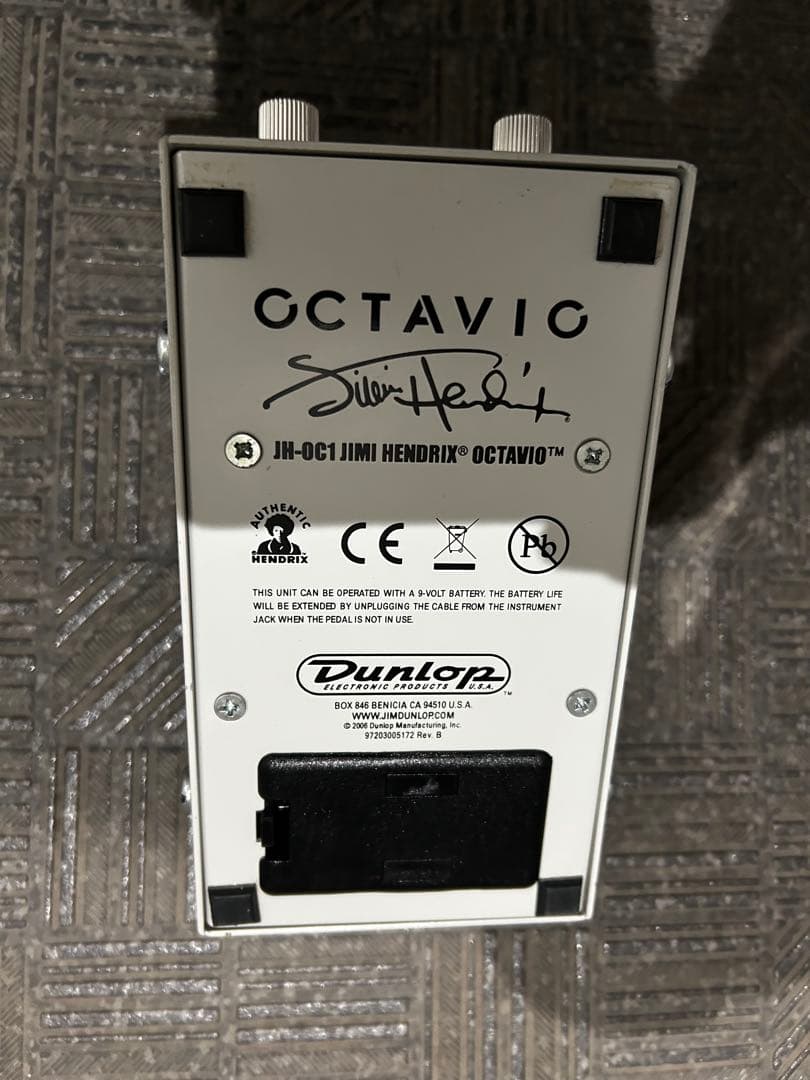 OCTAVIO
Jimi Hendrix
JH-OC1 JIMI HENDRIX® OCTAVIO™
AUTHENTIC
HENDRIX
CE
Pb
THIS UNIT CAN BE OPERATED WITH A 9-VOLT BATTERY. THE BATTERY LIFE
WILL BE EXTENDED BY UNPLUGGING THE CABLE FROM THE INSTRUMENT
JACK WHEN THE PEDAL IS NOT IN USE.
DUNLOP
ELECTRONIC PRODUCTS U.S.A.™
BOX 846 BENICIA CA 94510 U.S.A.
WWW.JIMDUNLOP.COM
© 2006 Dunlop Manufacturing, Inc.
97203005172 Rev. B